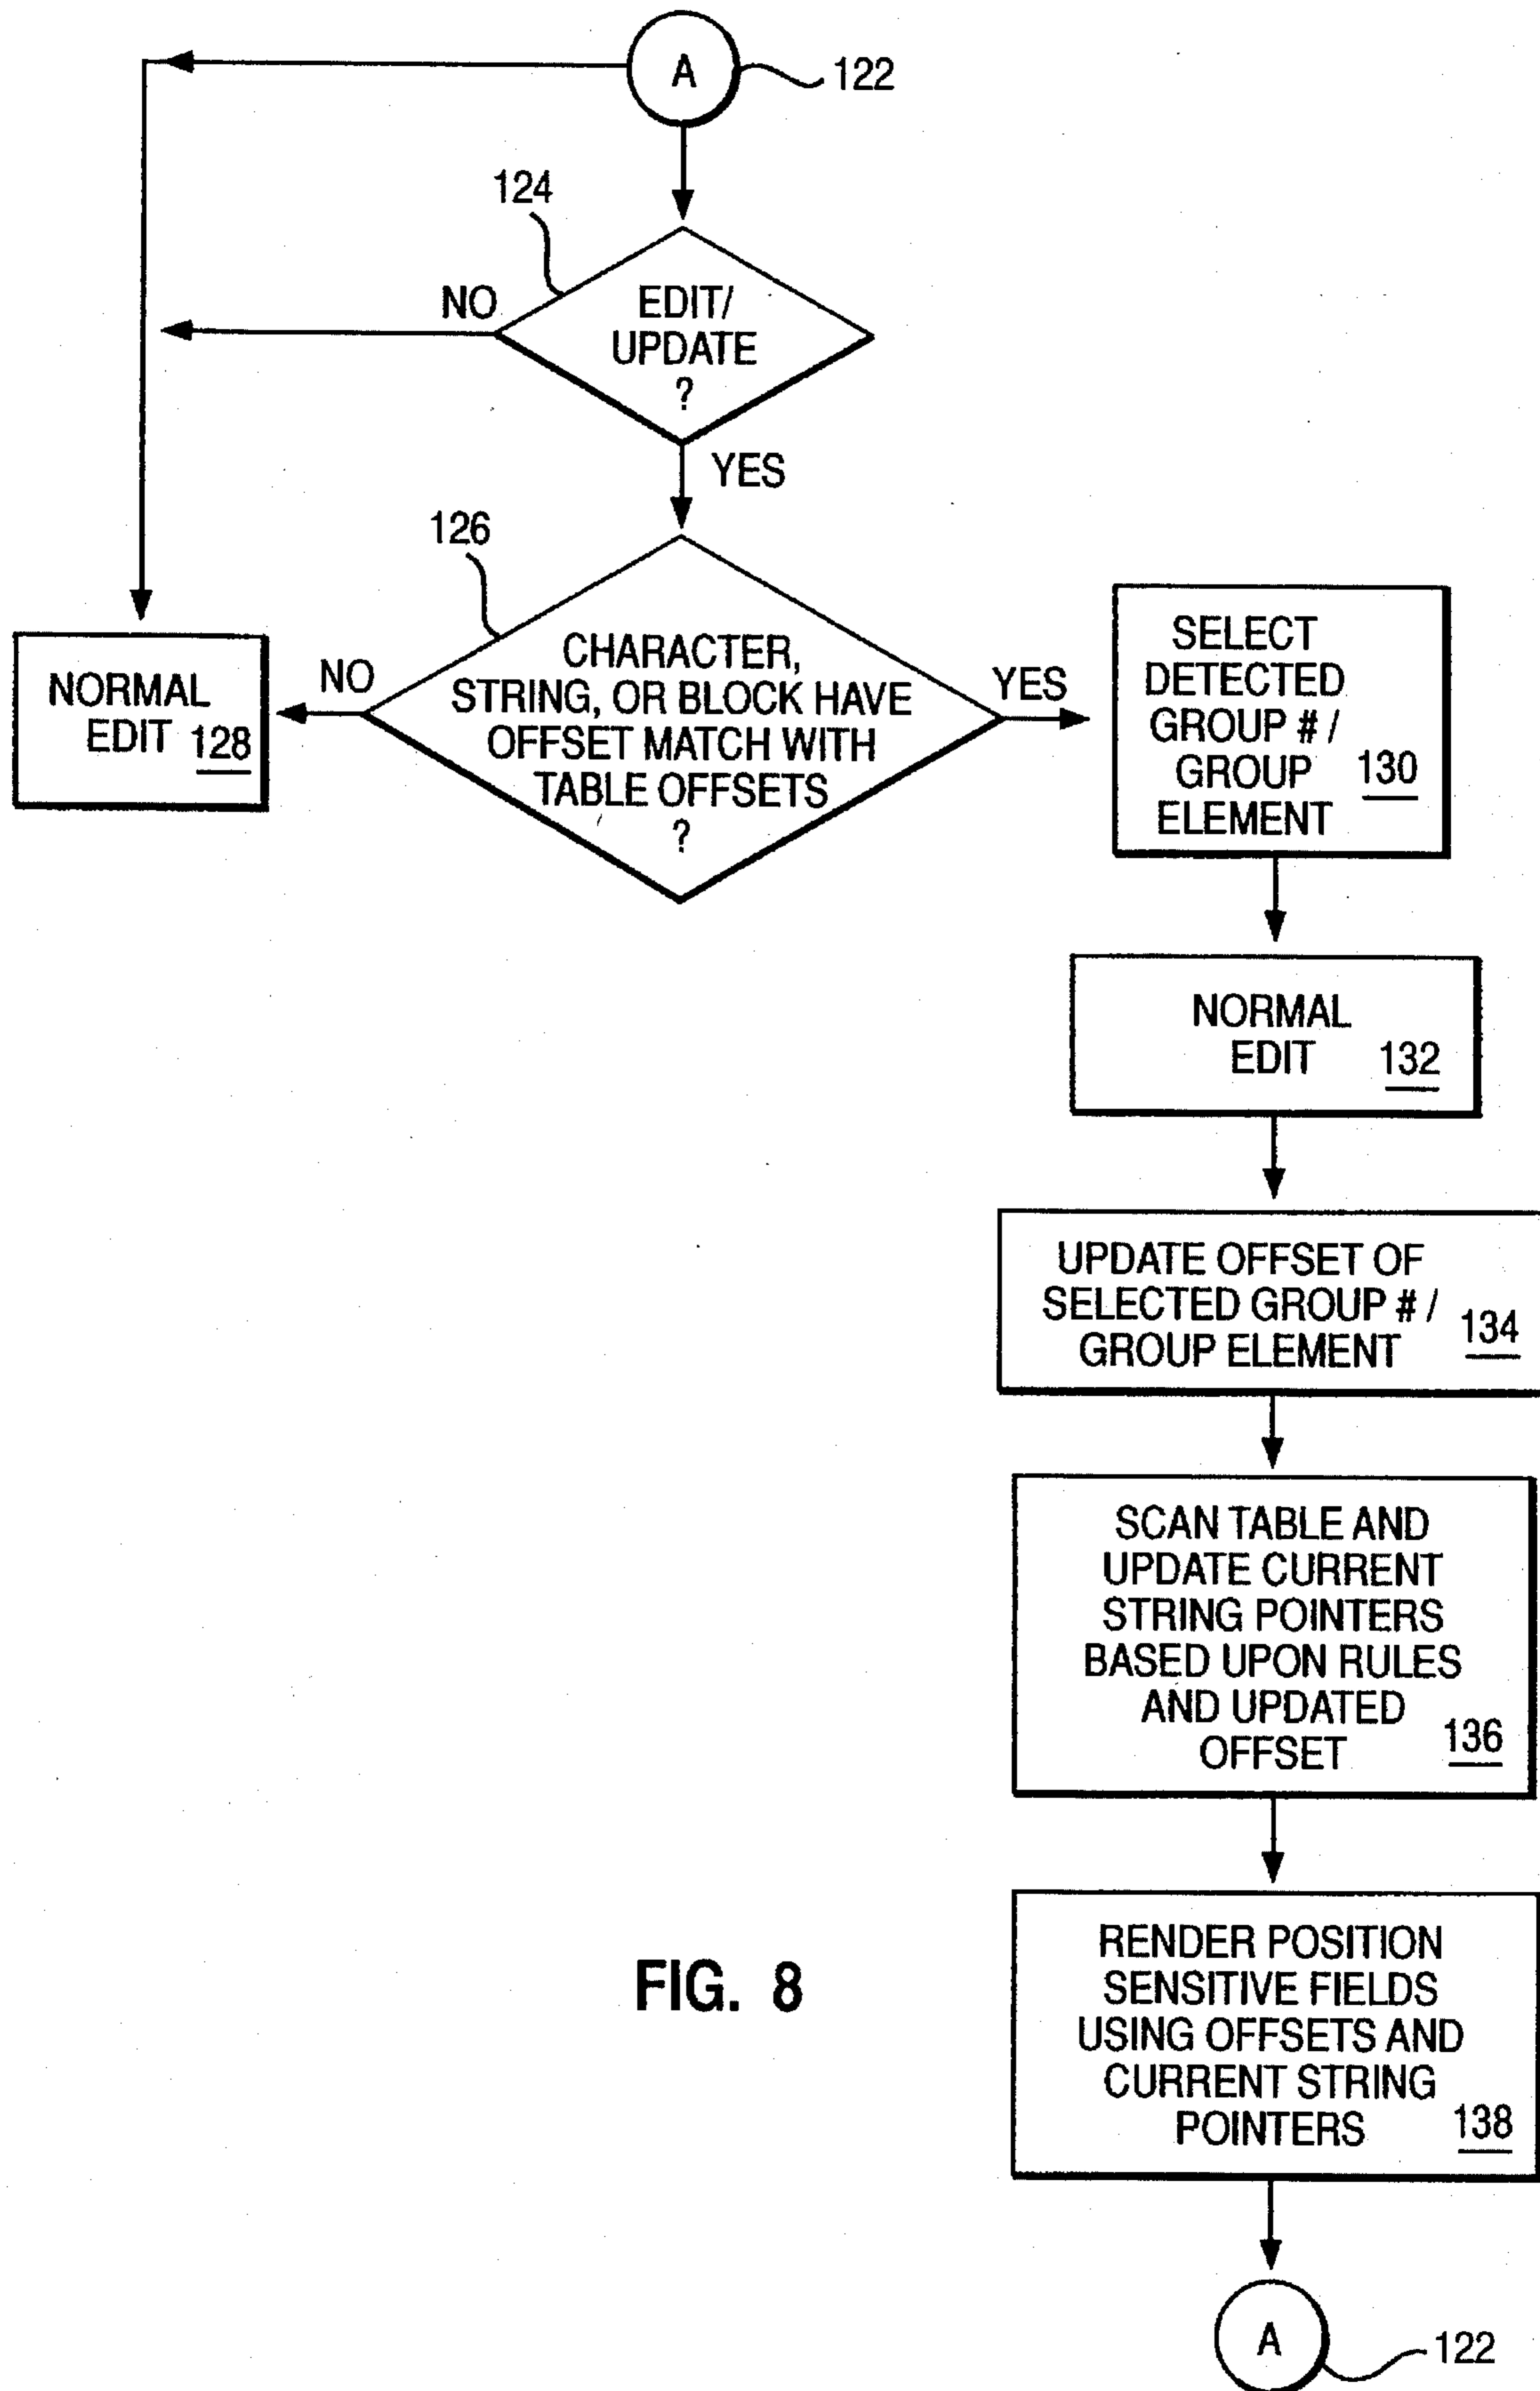 A
122
124
NO
EDIT/
UPDATE
?
YES
126
CHARACTER,
STRING, OR BLOCK HAVE
OFFSET MATCH WITH
TABLE OFFSETS
?
NO
NORMAL
EDIT 128
YES
SELECT
DETECTED
GROUP # /
GROUP 130
ELEMENT
NORMAL
EDIT 132
UPDATE OFFSET OF
SELECTED GROUP # /
GROUP ELEMENT 134
SCAN TABLE AND
UPDATE CURRENT
STRING POINTERS
BASED UPON RULES
AND UPDATED
OFFSET 136
RENDER POSITION
SENSITIVE FIELDS
USING OFFSETS AND
CURRENT STRING
POINTERS 138
FIG. 8
A
122